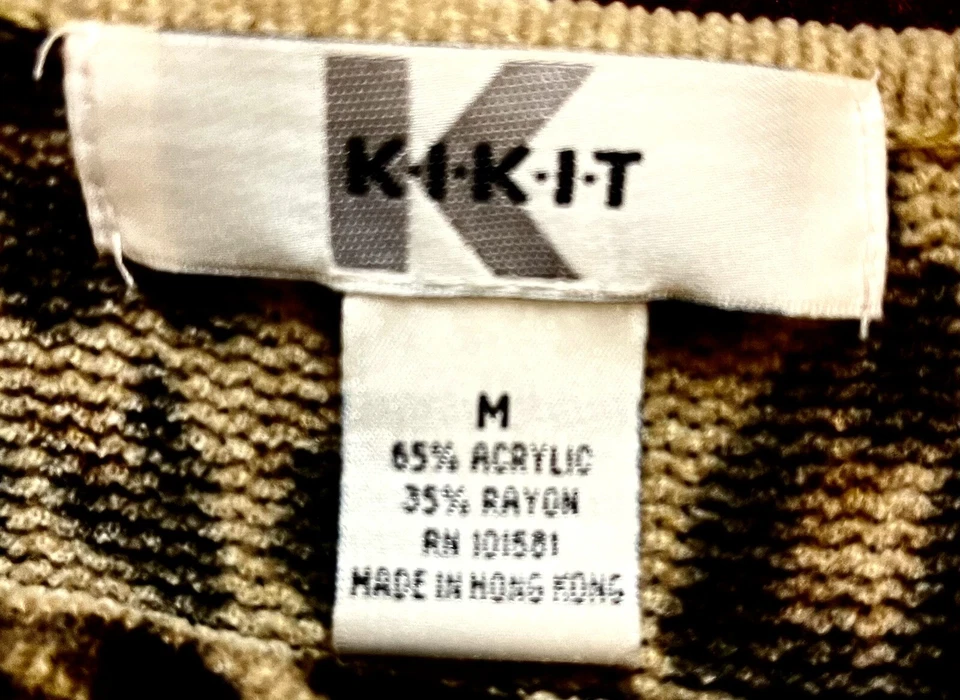 K
K·I·K·I·T
M
65% ACRYLIC
35% RAYON
RN 101581
MADE IN HONG KONG